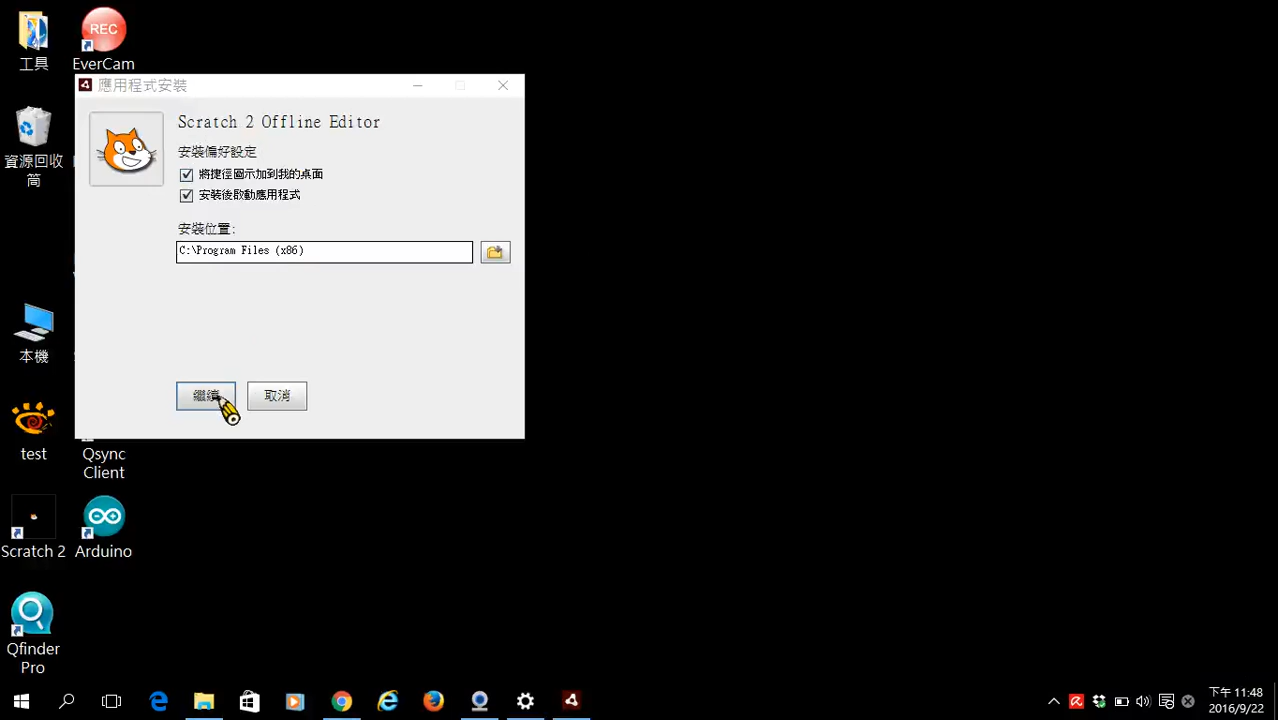 工具
REC
EverCam
應用程式安裝
Scratch 2 Offline Editor
安裝偏好設定
將捷徑圖示加到我的桌面
安裝後啟動應用程式
安裝位置:
C:\Program Files (x86)
繼續
取消
資源回收
筒
本機
test
Qsync
Client
Scratch 2
Arduino
Qfinder
Pro
下午 11:48
2016/9/22